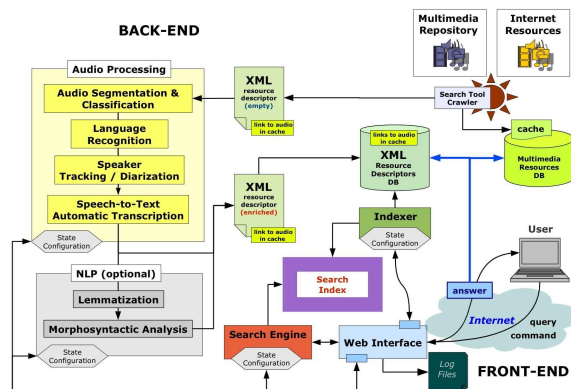 BACK-END
Multimedia
Repository
Internet
Resources
Audio Processing
Audio Segmentation &
Classification
Language
Recognition
Speaker
Tracking / Diarization
Speech-to-Text
Automatic Transcription
State
Configuration
NLP (optional)
Lemmatization
Morphosyntactic Analysis
State
Configuration
XML
resource
descriptor
(empty)
link to audio
in cache
XML
resource
descriptor
(enriched)
link to audio
in cache
Search Tool
Crawler
links to audio
in cache
XML
Resource
Descriptors
DB
cache
Multimedia
Resources
DB
Indexer
State
Configuration
Search
Index
User
answer
Internet
query
command
Search Engine
State
Configuration
Web Interface
Log
Files
FRONT-END